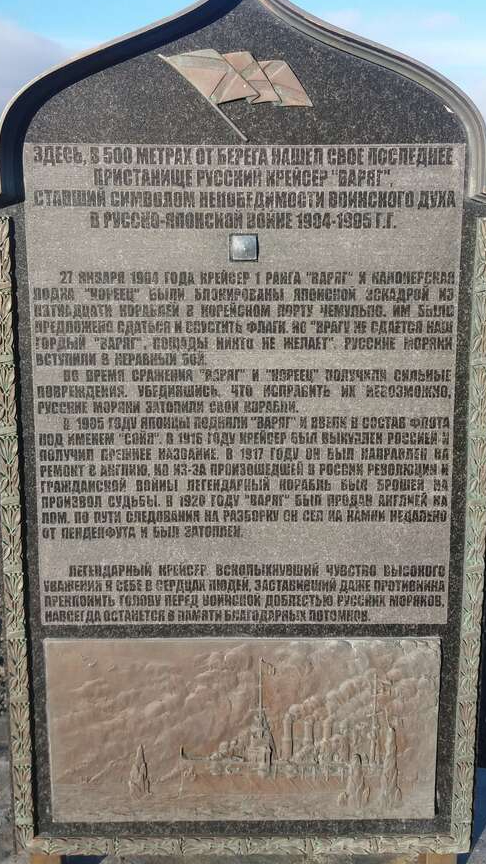 ЗДЕСЬ, В 500 МЕТРАХ ОТ БЕРЕГА НАШЕЛ СВОЕ ПОСЛЕДНЕЕ
ПРИСТАНИЩЕ РУССКИЙ КРЕЙСЕР "ВАРЯГ",
СТАВШИЙ СИМВОЛОМ НЕПОБЕДИМОСТИ ВОИНСКОГО ДУХА
В РУССКО-ЯПОНСКОЙ ВОЙНЕ 1904-1905 Г.Г.
27 ЯНВАРЯ 1904 ГОДА КРЕЙСЕР 1 РАНГА "ВАРЯГ" И КАНОНЕРСКАЯ
ЛОДКА "КОРЕЕЦ" БЫЛИ БЛОКИРОВАНЫ ЯПОНСКОЙ ЭСКАДРОЙ ИЗ
ПЯТНАДЦАТИ КОРАБЛЕЙ В КОРЕЙСКОМ ПОРТУ ЧЕМУЛЬПО. ИМ БЫЛО
ПРЕДЛОЖЕНО СДАТЬСЯ И СПУСТИТЬ ФЛАГИ. НО "ВРАГУ НЕ СДАЕТСЯ НАШ
ГОРДЫЙ "ВАРЯГ", ПОЩАДЫ НИКТО НЕ ЖЕЛАЕТ". РУССКИЕ МОРЯКИ
ВСТУПИЛИ В НЕРАВНЫЙ БОЙ.
ВО ВРЕМЯ СРАЖЕНИЯ "ВАРЯГ" И "КОРЕЕЦ" ПОЛУЧИЛИ СИЛЬНЫЕ
ПОВРЕЖДЕНИЯ. УБЕДИВШИСЬ, ЧТО ИСПРАВИТЬ ИХ НЕВОЗМОЖНО,
РУССКИЕ МОРЯКИ ЗАТОПИЛИ СВОИ КОРАБЛИ.
В 1905 ГОДУ ЯПОНЦЫ ПОДНЯЛИ "ВАРЯГ" И ВВЕЛИ В СОСТАВ ФЛОТА
ПОД ИМЕНЕМ "СОЙЯ". В 1916 ГОДУ КРЕЙСЕР БЫЛ ВЫКУПЛЕН РОССИЕЙ И
ПОЛУЧИЛ ПРЕЖНЕЕ НАЗВАНИЕ. В 1917 ГОДУ ОН БЫЛ НАПРАВЛЕН НА
РЕМОНТ В АНГЛИЮ, НО ИЗ-ЗА ПРОИЗОШЕДШЕЙ В РОССИИ РЕВОЛЮЦИИ И
ГРАЖДАНСКОЙ ВОЙНЫ ЛЕГЕНДАРНЫЙ КОРАБЛЬ БЫЛ БРОШЕН НА
ПРОИЗВОЛ СУДЬБЫ. В 1920 ГОДУ "ВАРЯГ" БЫЛ ПРОДАН АНГЛИЕЙ НА
ЛОМ. ПО ПУТИ СЛЕДОВАНИЯ НА РАЗБОРКУ ОН СЕЛ НА КАМНИ НЕДАЛЕКО
ОТ ЛЕНДЕЛФУТА И БЫЛ ЗАТОПЛЕН.
ЛЕГЕНДАРНЫЙ КРЕЙСЕР, ВСКОЛЫХНУВШИЙ ЧУВСТВО ВЫСОКОГО
УВАЖЕНИЯ К СЕБЕ В СЕРДЦАХ ЛЮДЕЙ, ЗАСТАВИВШИЙ ДАЖЕ ПРОТИВНИКА
ПРЕКЛОНИТЬ ГОЛОВУ ПЕРЕД ВОИНСКОЙ ДОБЛЕСТЬЮ РУССКИХ МОРЯКОВ,
НАВСЕГДА ОСТАНЕТСЯ В ПАМЯТИ БЛАГОДАРНЫХ ПОТОМКОВ.